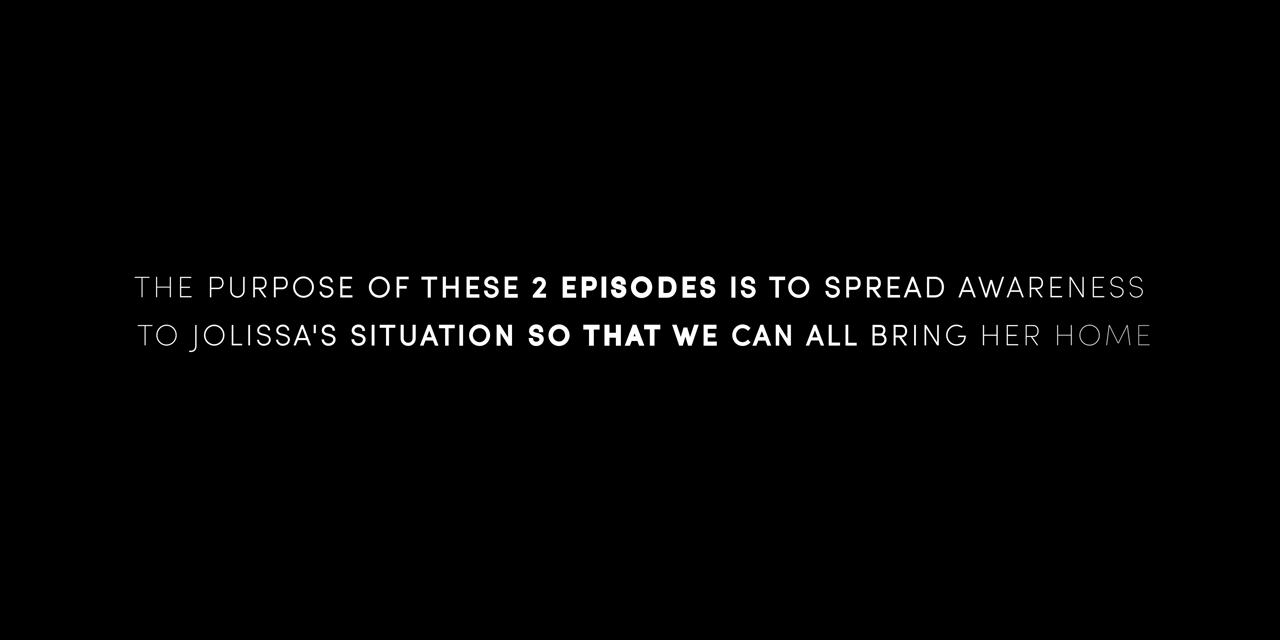 THE PURPOSE OF THESE 2 EPISODES IS TO SPREAD AWARENESS
TO JOLISSA'S SITUATION SO THAT WE CAN ALL BRING HER HOME